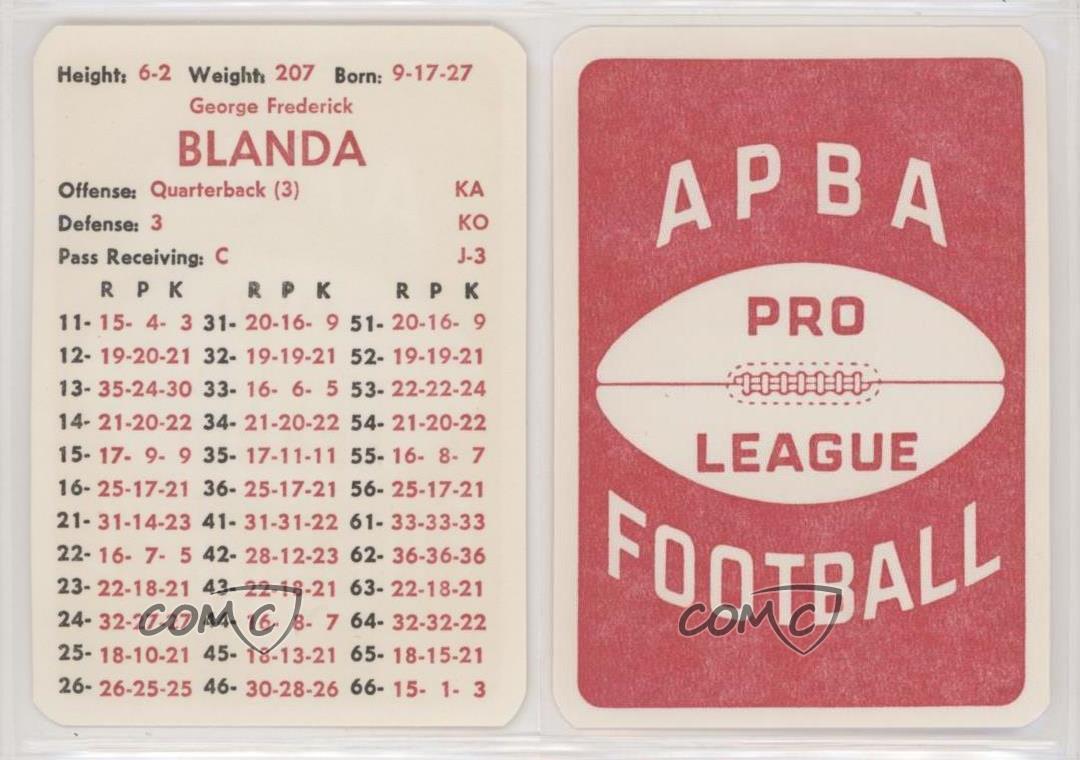 Height: 6-2 Weight: 207 Born: 9-17-27
George Frederick
BLANDA
Offense: Quarterback (3) KA
Defense: 3 KO
Pass Receiving: C J-3
R P K R P K R P K
11- 15- 4- 3 31- 20-16- 9 51- 20-16- 9
12- 19-20-21 32- 19-19-21 52- 19-19-21
13- 35-24-30 33- 16- 6- 5 53- 22-22-24
14- 21-20-22 34- 21-20-22 54- 21-20-22
15- 17- 9- 9 35- 17-11-11 55- 16- 8- 7
16- 25-17-21 36- 25-17-21 56- 25-17-21
21- 31-14-23 41- 31-31-22 61- 33-33-33
22- 16- 7- 5 42- 28-12-23 62- 36-36-36
23- 22-18-21 43- 22-18-21 63- 22-18-21
24- 32-27-27 44- 16- 8- 7 64- 32-32-22
25- 18-10-21 45- 18-13-21 65- 18-15-21
26- 26-25-25 46- 30-28-26 66- 15- 1- 3
COMC
APBA
PRO
LEAGUE
FOOTBALL
COMC